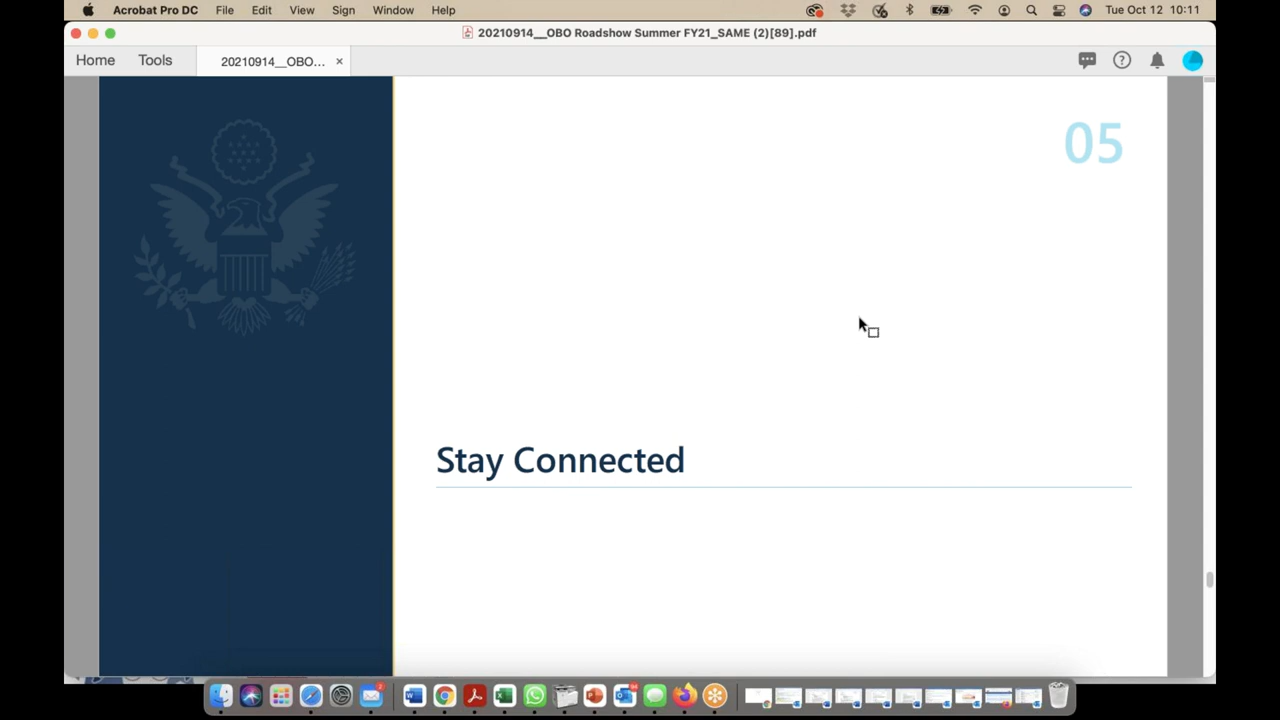 Acrobat Pro DC File Edit View Sign Window Help Tue Oct 12 10:11
20210914__OBO Roadshow Summer FY21_SAME (2)[89].pdf
Home Tools 20210914__OBO... ×
05
Stay Connected